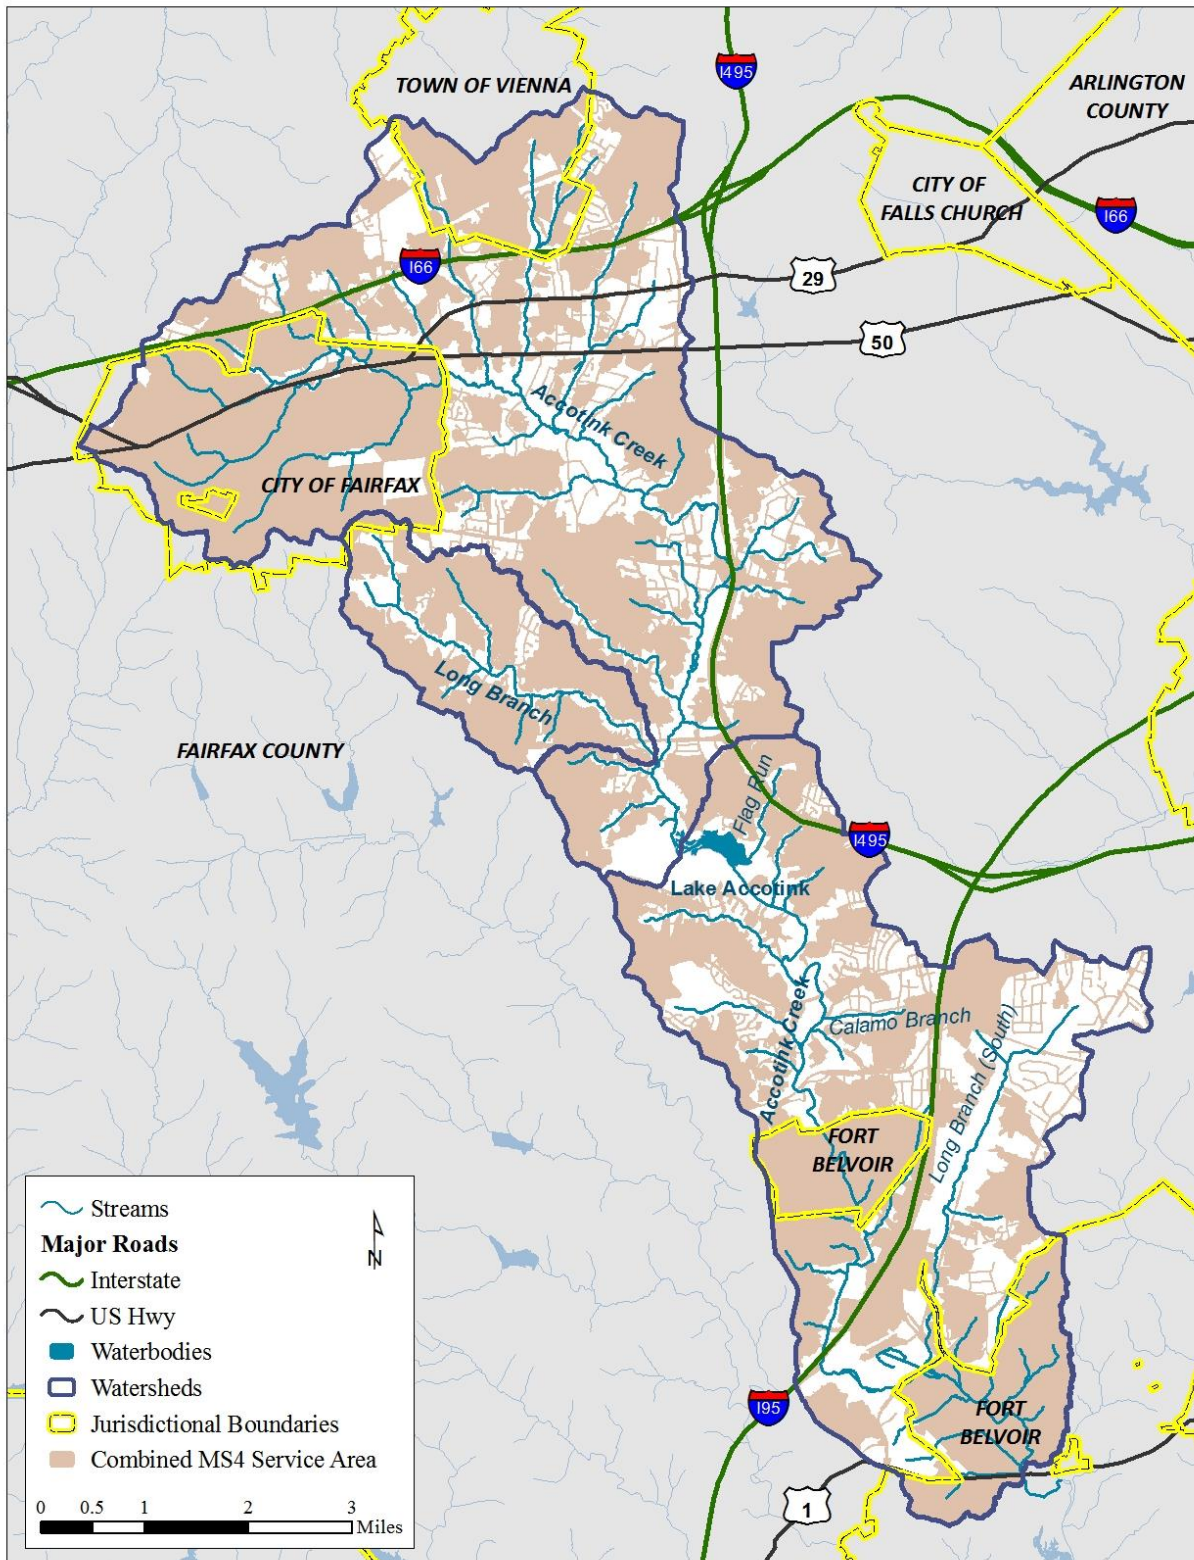 I495
TOWN OF VIENNA
ARLINGTON
COUNTY
CITY OF
FALLS CHURCH
I66
I66
29
50
Accotink Creek
CITY OF FAIRFAX
Long Branch
FAIRFAX COUNTY
Flag Run
I495
Lake Accotink
Accotink Creek
Calamo Branch
Long Branch (South)
FORT
BELVOIR
FORT
BELVOIR
I95
1
Streams
Major Roads
Interstate
US Hwy
Waterbodies
Watersheds
Jurisdictional Boundaries
Combined MS4 Service Area
N
0 0.5 1 2 3
Miles